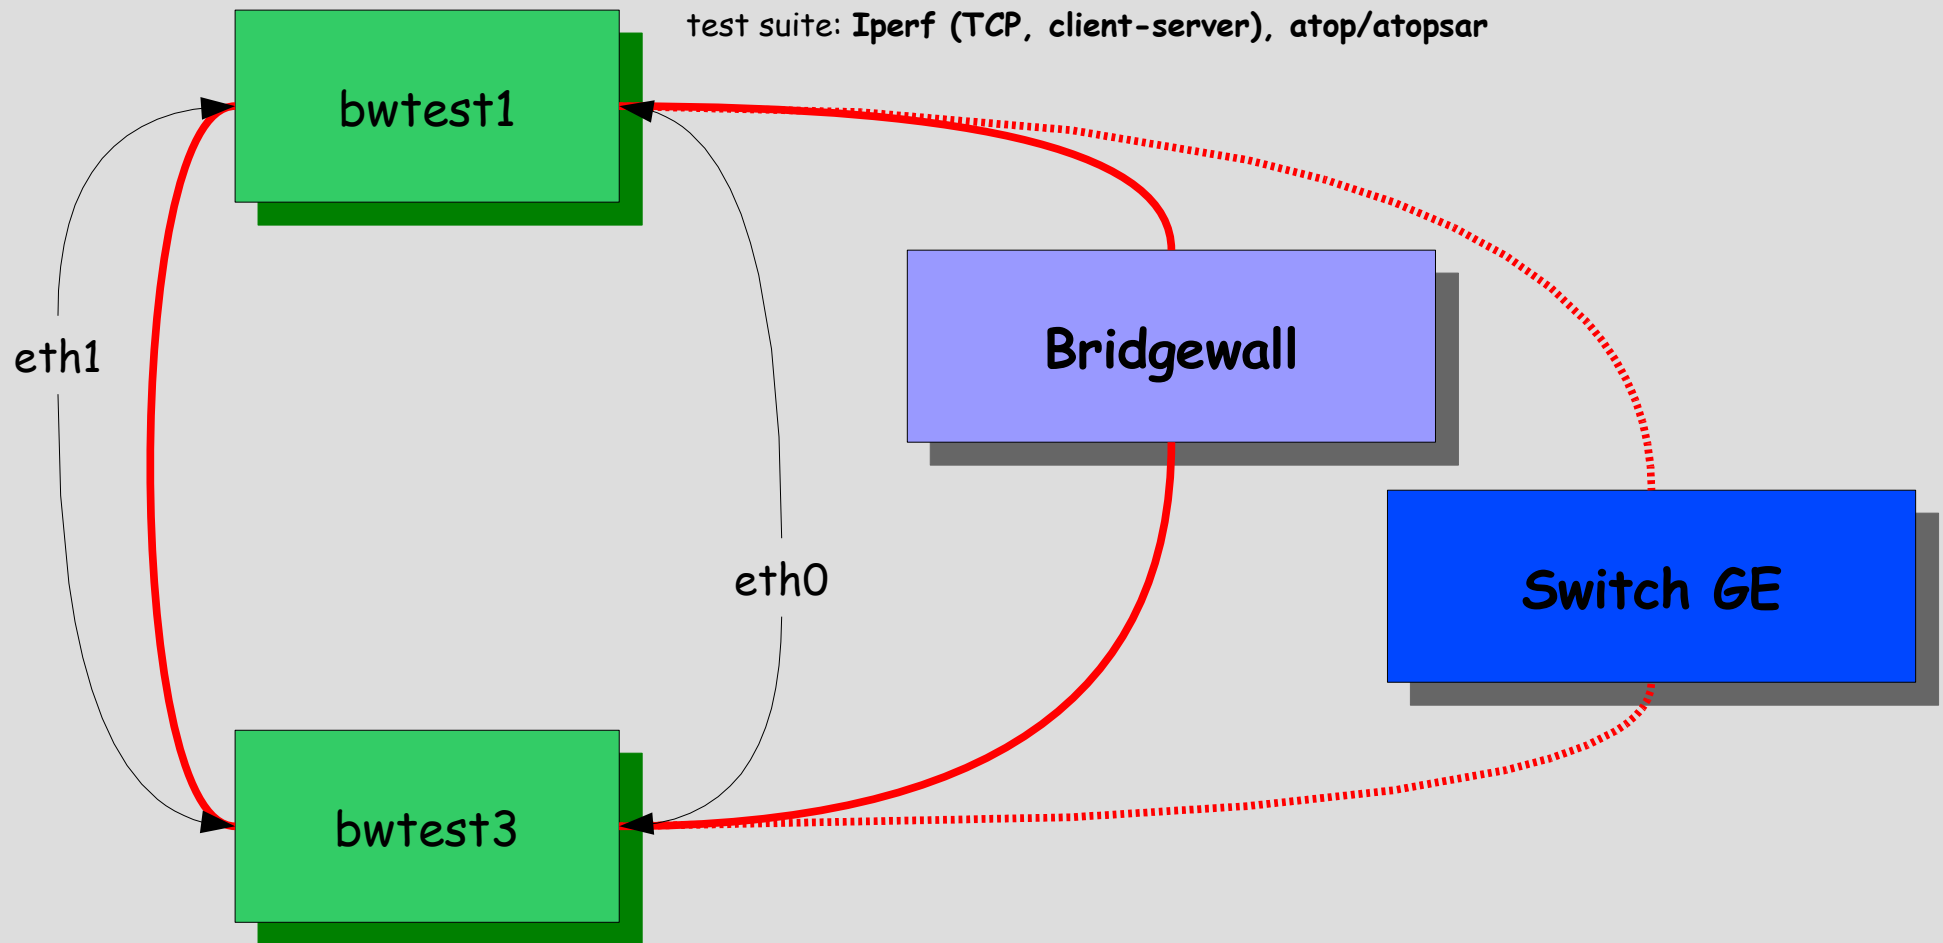 test suite: Iperf (TCP, client-server), atop/atopsar
bwtest1
Bridgewall
eth1
eth0
Switch GE
bwtest3